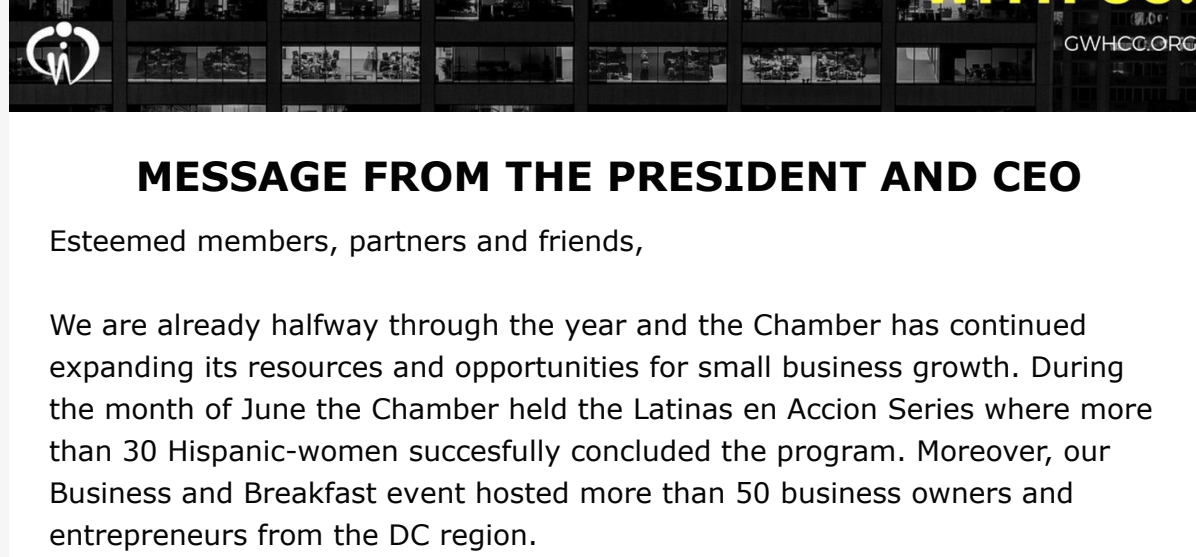 GWHCC.ORG
MESSAGE FROM THE PRESIDENT AND CEO
Esteemed members, partners and friends,
We are already halfway through the year and the Chamber has continued
expanding its resources and opportunities for small business growth. During
the month of June the Chamber held the Latinas en Accion Series where more
than 30 Hispanic-women succesfully concluded the program. Moreover, our
Business and Breakfast event hosted more than 50 business owners and
entrepreneurs from the DC region.